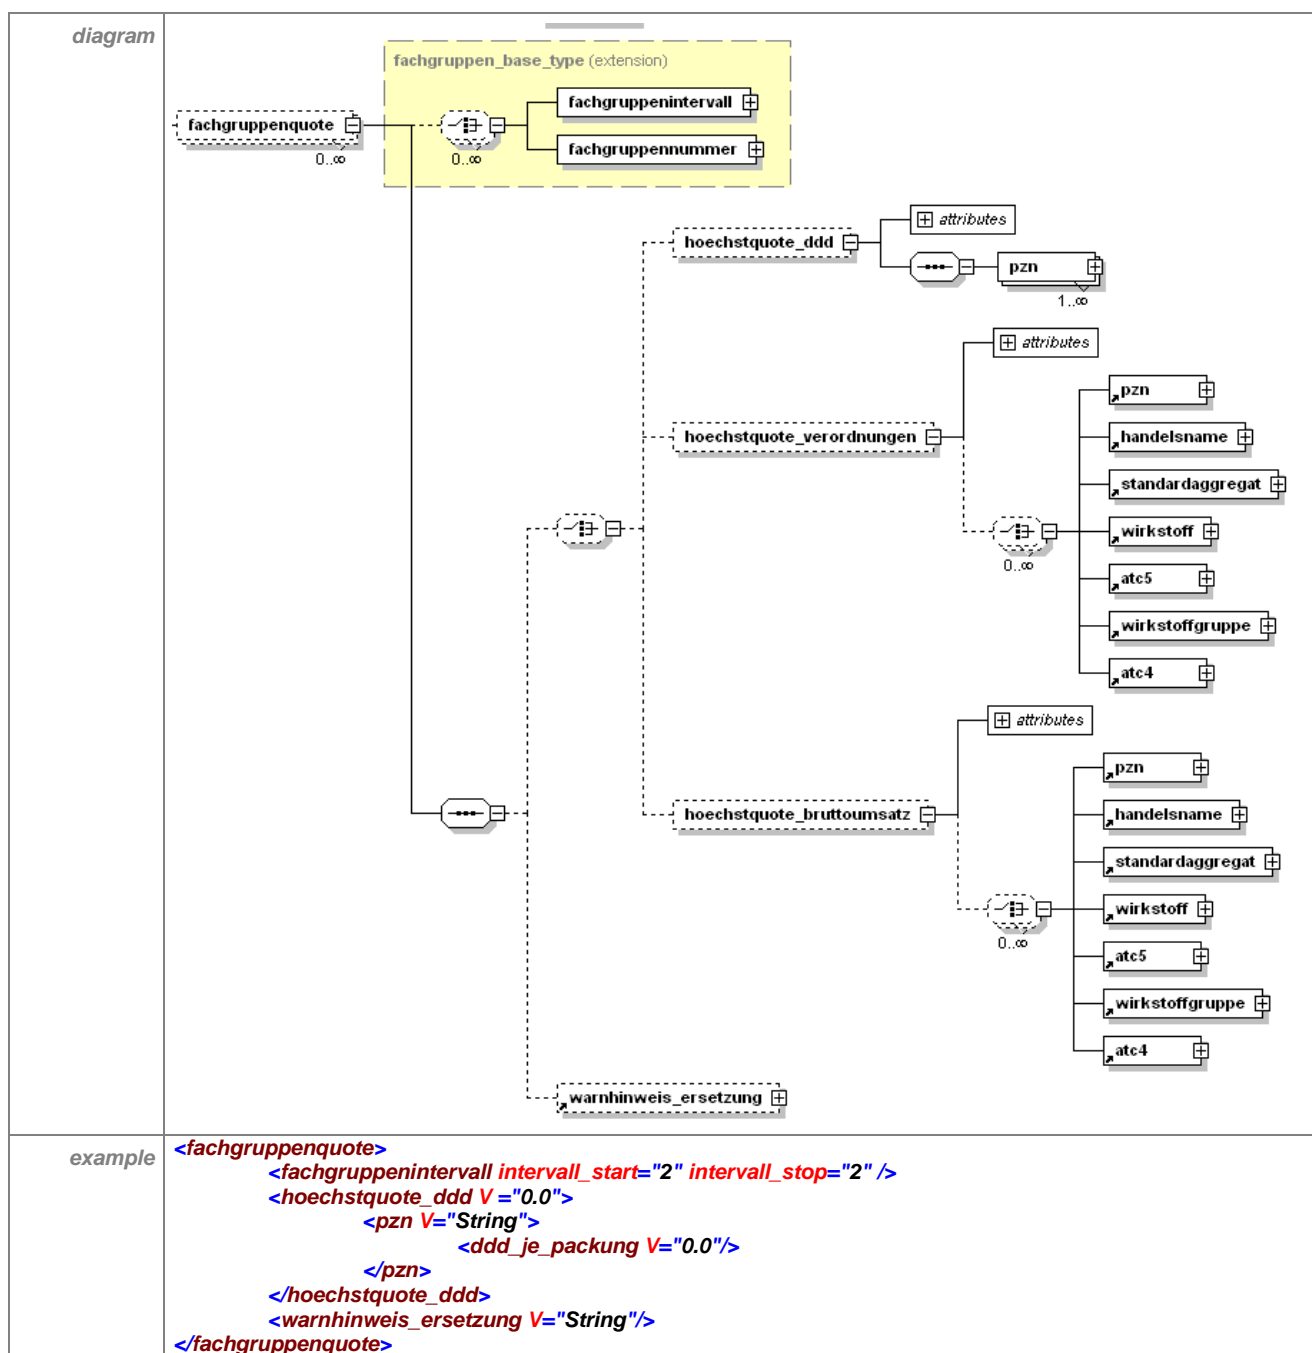 diagram
fachgruppen_base_type (extension)
fachgruppenintervall
fachgruppenquote
0..∞
0..∞
fachgruppennummer
attributes
hoechstquote_ddd
pzn
1..∞
attributes
pzn
hoechstquote_verordnungen
handelsname
standardaggregat
wirkstoff
0..∞
atc5
wirkstoffgruppe
atc4
attributes
pzn
hoechstquote_bruttoumsatz
handelsname
standardaggregat
wirkstoff
0..∞
atc5
wirkstoffgruppe
atc4
warnhinweis_ersetzung
example
<fachgruppenquote>
<fachgruppenintervall intervall_start="2" intervall_stop="2" />
<hoechstquote_ddd V ="0.0">
<pzn V="String">
<ddd_je_packung V="0.0"/>
</pzn>
</hoechstquote_ddd>
<warnhinweis_ersetzung V="String"/>
</fachgruppenquote>